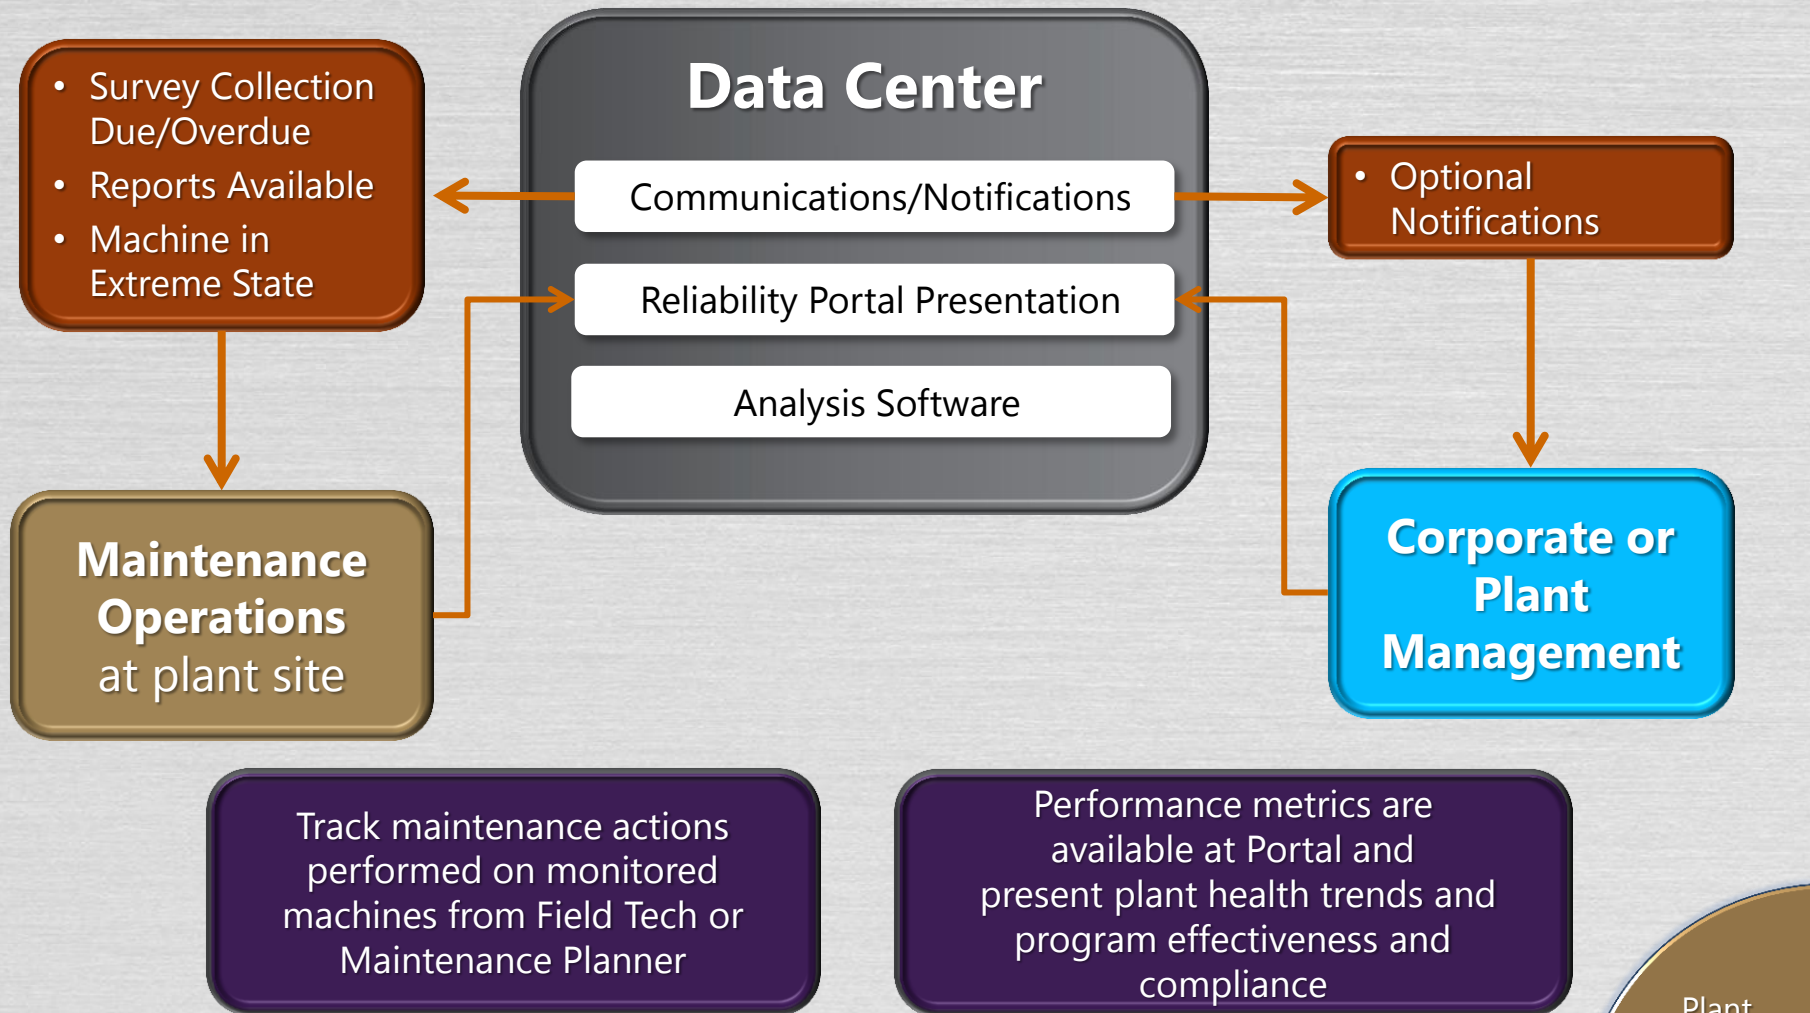 • Survey Collection
Due/Overdue
• Reports Available
• Machine in
Extreme State
Data Center
Communications/Notifications
Reliability Portal Presentation
Analysis Software
• Optional
Notifications
Maintenance
Operations
at plant site
Corporate or
Plant
Management
Track maintenance actions
performed on monitored
machines from Field Tech or
Maintenance Planner
Performance metrics are
available at Portal and
present plant health trends and
program effectiveness and
compliance
Plant